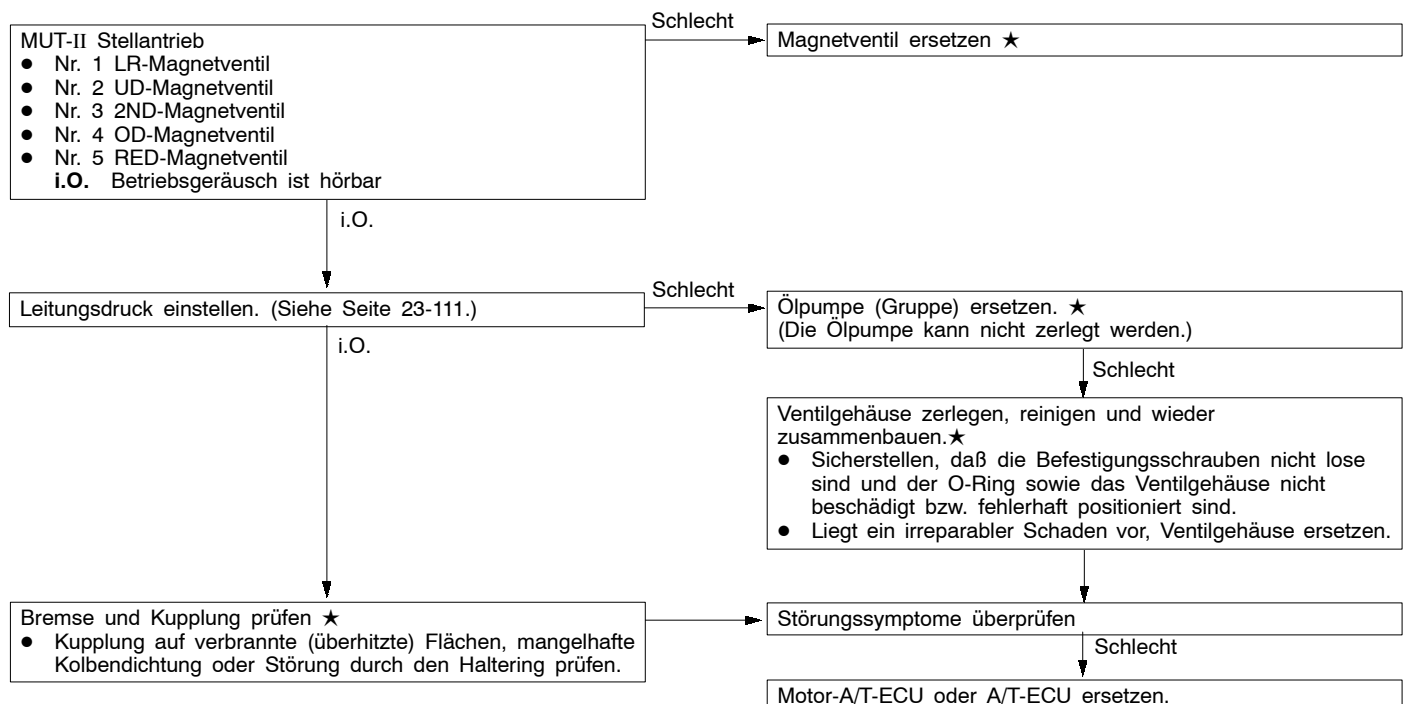 MUT-II Stellantrieb
● Nr. 1 LR-Magnetventil
● Nr. 2 UD-Magnetventil
● Nr. 3 2ND-Magnetventil
● Nr. 4 OD-Magnetventil
● Nr. 5 RED-Magnetventil
i.O. Betriebsgeräusch ist hörbar
Schlecht
Magnetventil ersetzen ★
i.O.
Leitungsdruck einstellen. (Siehe Seite 23-111.)
Schlecht
Ölpumpe (Gruppe) ersetzen. ★
(Die Ölpumpe kann nicht zerlegt werden.)
i.O.
Schlecht
Ventilgehäuse zerlegen, reinigen und wieder
zusammenbauen.★
● Sicherstellen, daß die Befestigungsschrauben nicht lose
sind und der O-Ring sowie das Ventilgehäuse nicht
beschädigt bzw. fehlerhaft positioniert sind.
● Liegt ein irreparabler Schaden vor, Ventilgehäuse ersetzen.
Bremse und Kupplung prüfen ★
● Kupplung auf verbrannte (überhitzte) Flächen, mangelhafte
Kolbendichtung oder Störung durch den Haltering prüfen.
Störungssymptome überprüfen
Schlecht
Motor-A/T-ECU oder A/T-ECU ersetzen.